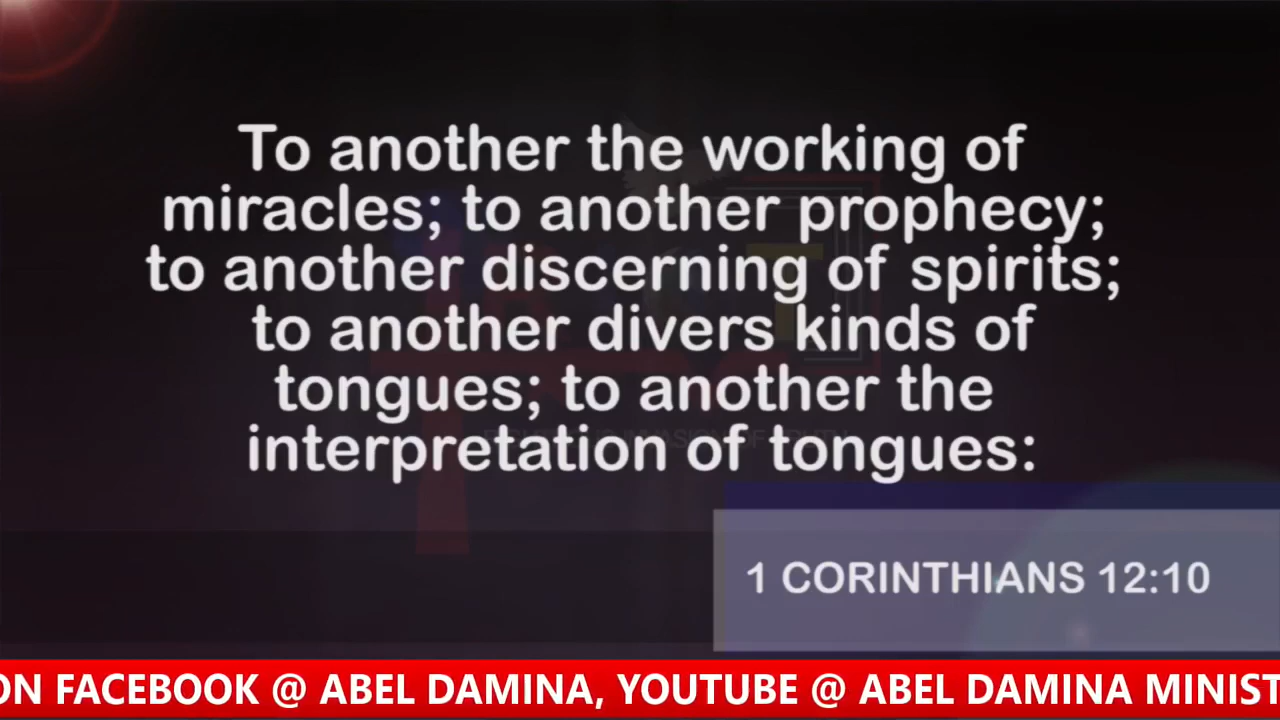 To another the working of
miracles; to another prophecy;
to another discerning of spirits;
to another divers kinds of
tongues; to another the
interpretation of tongues:
1 CORINTHIANS 12:10
ON FACEBOOK @ ABEL DAMINA, YOUTUBE @ ABEL DAMINA MINIST